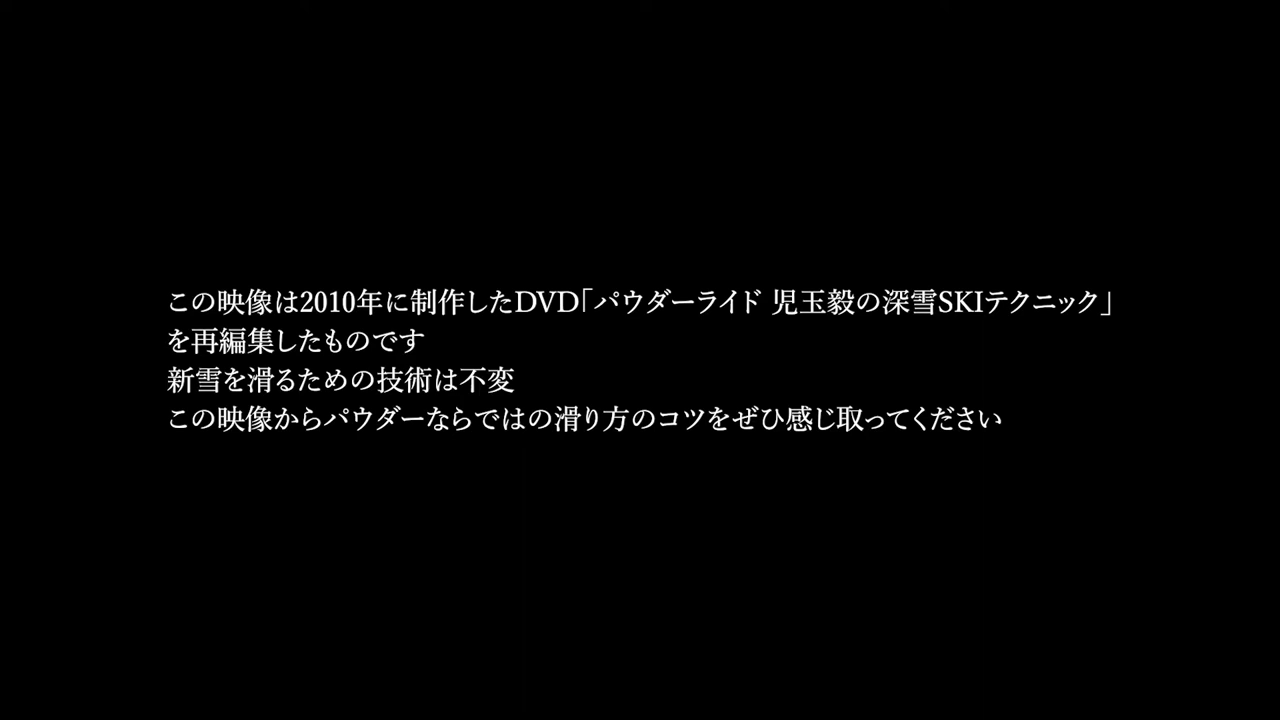 この映像は2010年に制作したDVD「パウダーライド 児玉毅の深雪SKIテクニック」
を再編集したものです
新雪を滑るための技術は不変
この映像からパウダーならではの滑り方のコツをぜひ感じ取ってください